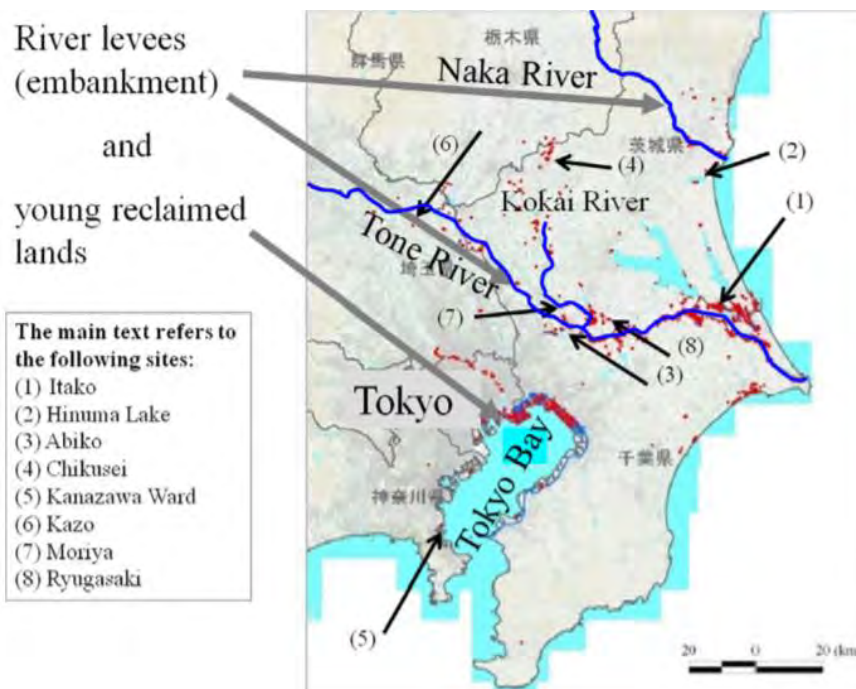 River levees
(embankment)
and
young reclaimed
lands
The main text refers to
the following sites:
(1) Itako
(2) Hinuma Lake
(3) Abiko
(4) Chikusei
(5) Kanazawa Ward
(6) Kazo
(7) Moriya
(8) Ryugasaki
栃木県
群馬県
Naka River
茨城県
(6)
(4)
(2)
Kokai River
(1)
Tone River
(7)
(8)
(3)
Tokyo
Tokyo Bay
千葉県
神奈川県
(5)
20 0 20 (km